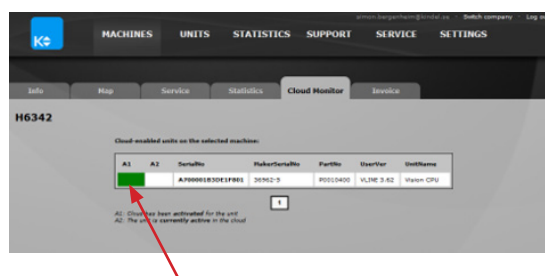 simon.bergenheim@kindal.se Switch company Log ou
K
MACHINES UNITS STATISTICS SUPPORT SERVICE SETTINGS
Info Map Service Statistics Cloud Monitor Invoice
H6342
Cloud-enabled units on the selected machine:
A1 A2 SerialNo MakerSerialNo PartNo UserVer UnitName
36962-5 P0010400 VLINE 3.62 Vision CPU
1
A1: Cloud has been activated for the unit
A2: The unit is currently active in the cloud